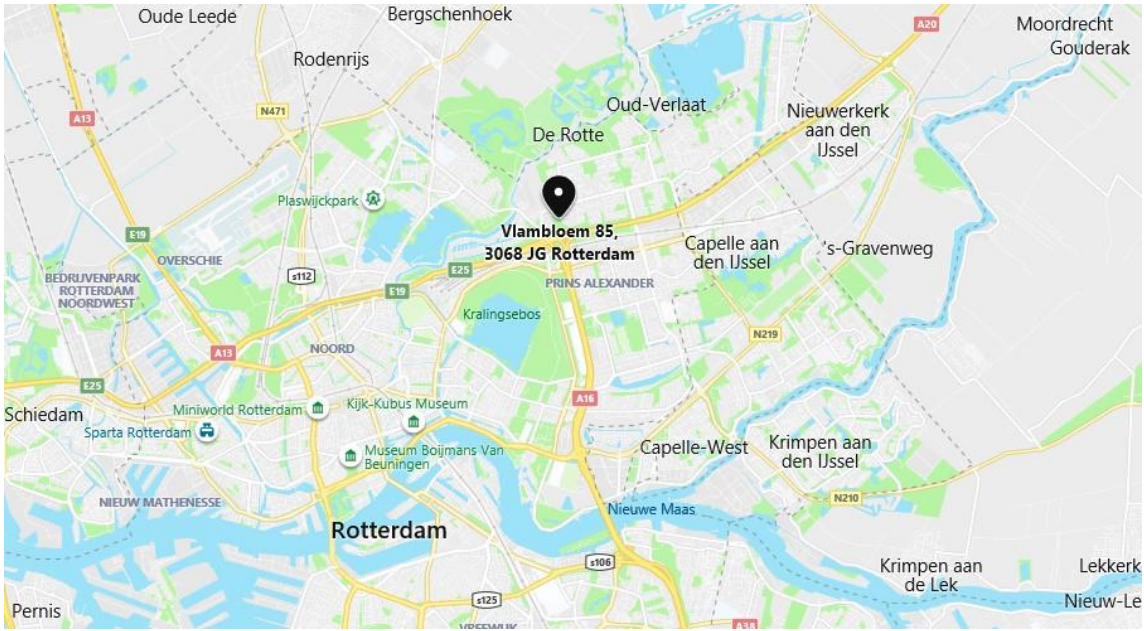 Oude Leede
Bergschenhoek
A20
Moordrecht
Gouderak
Rodenrijs
N471
A13
Oud-Verlaat
Nieuwerkerk
aan den
IJssel
De Rotte
Plaswijckpark
Vlambloem 85,
3068 JG Rotterdam
E19
OVERSCHIE
Capelle aan
den IJssel
's-Gravenweg
BEDRIJVENPARK
ROTTERDAM
NOORDWEST
s112
E25
E19
PRINS ALEXANDER
Kralingsebos
N219
NOORD
A13
E25
A16
Schiedam
Miniworld Rotterdam
Kijk-Kubus Museum
Sparta Rotterdam
Museum Boijmans Van
Beuningen
Capelle-West
Krimpen aan
den IJssel
NIEUW MATHENESSE
N210
Nieuwe Maas
Rotterdam
s106
Krimpen aan
de Lek
Lekkerk
s125
Nieuw-Le
Pernis
VREEWIJK
A38